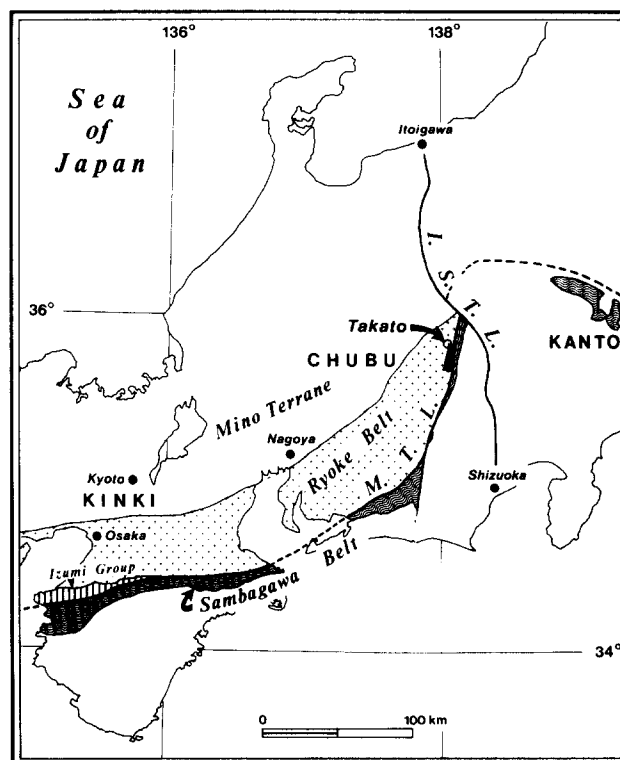 136°
138°
Sea
of
Japan
Itoigawa
I. S. T. L.
36°
Takato
KANTO
CHUBU
Mino Terrane
Ryoke Belt
M. T. L.
Nagoya
Kyoto
KINKI
Shizuoka
Osaka
Izumi Group
Sambagawa Belt
34°
0
100 km